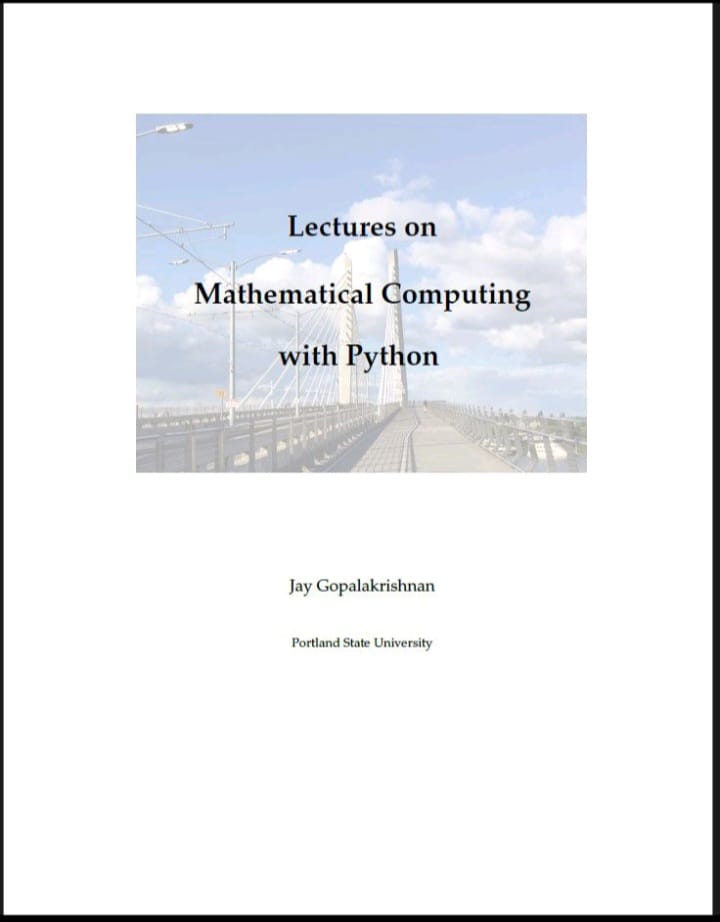 Lectures on
Mathematical Computing
with Python
Jay Gopalakrishnan
Portland State University